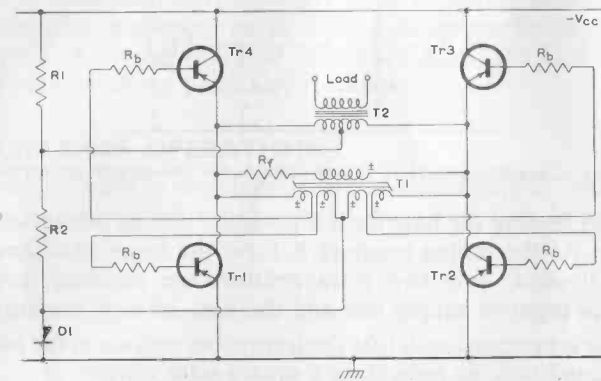 -Vcc
Tr4
Tr3
Rb
Rb
R1
Load
T2
Rf
±
T1
± ± ± ±
R2
Rb
Rb
Tr1
Tr2
D1